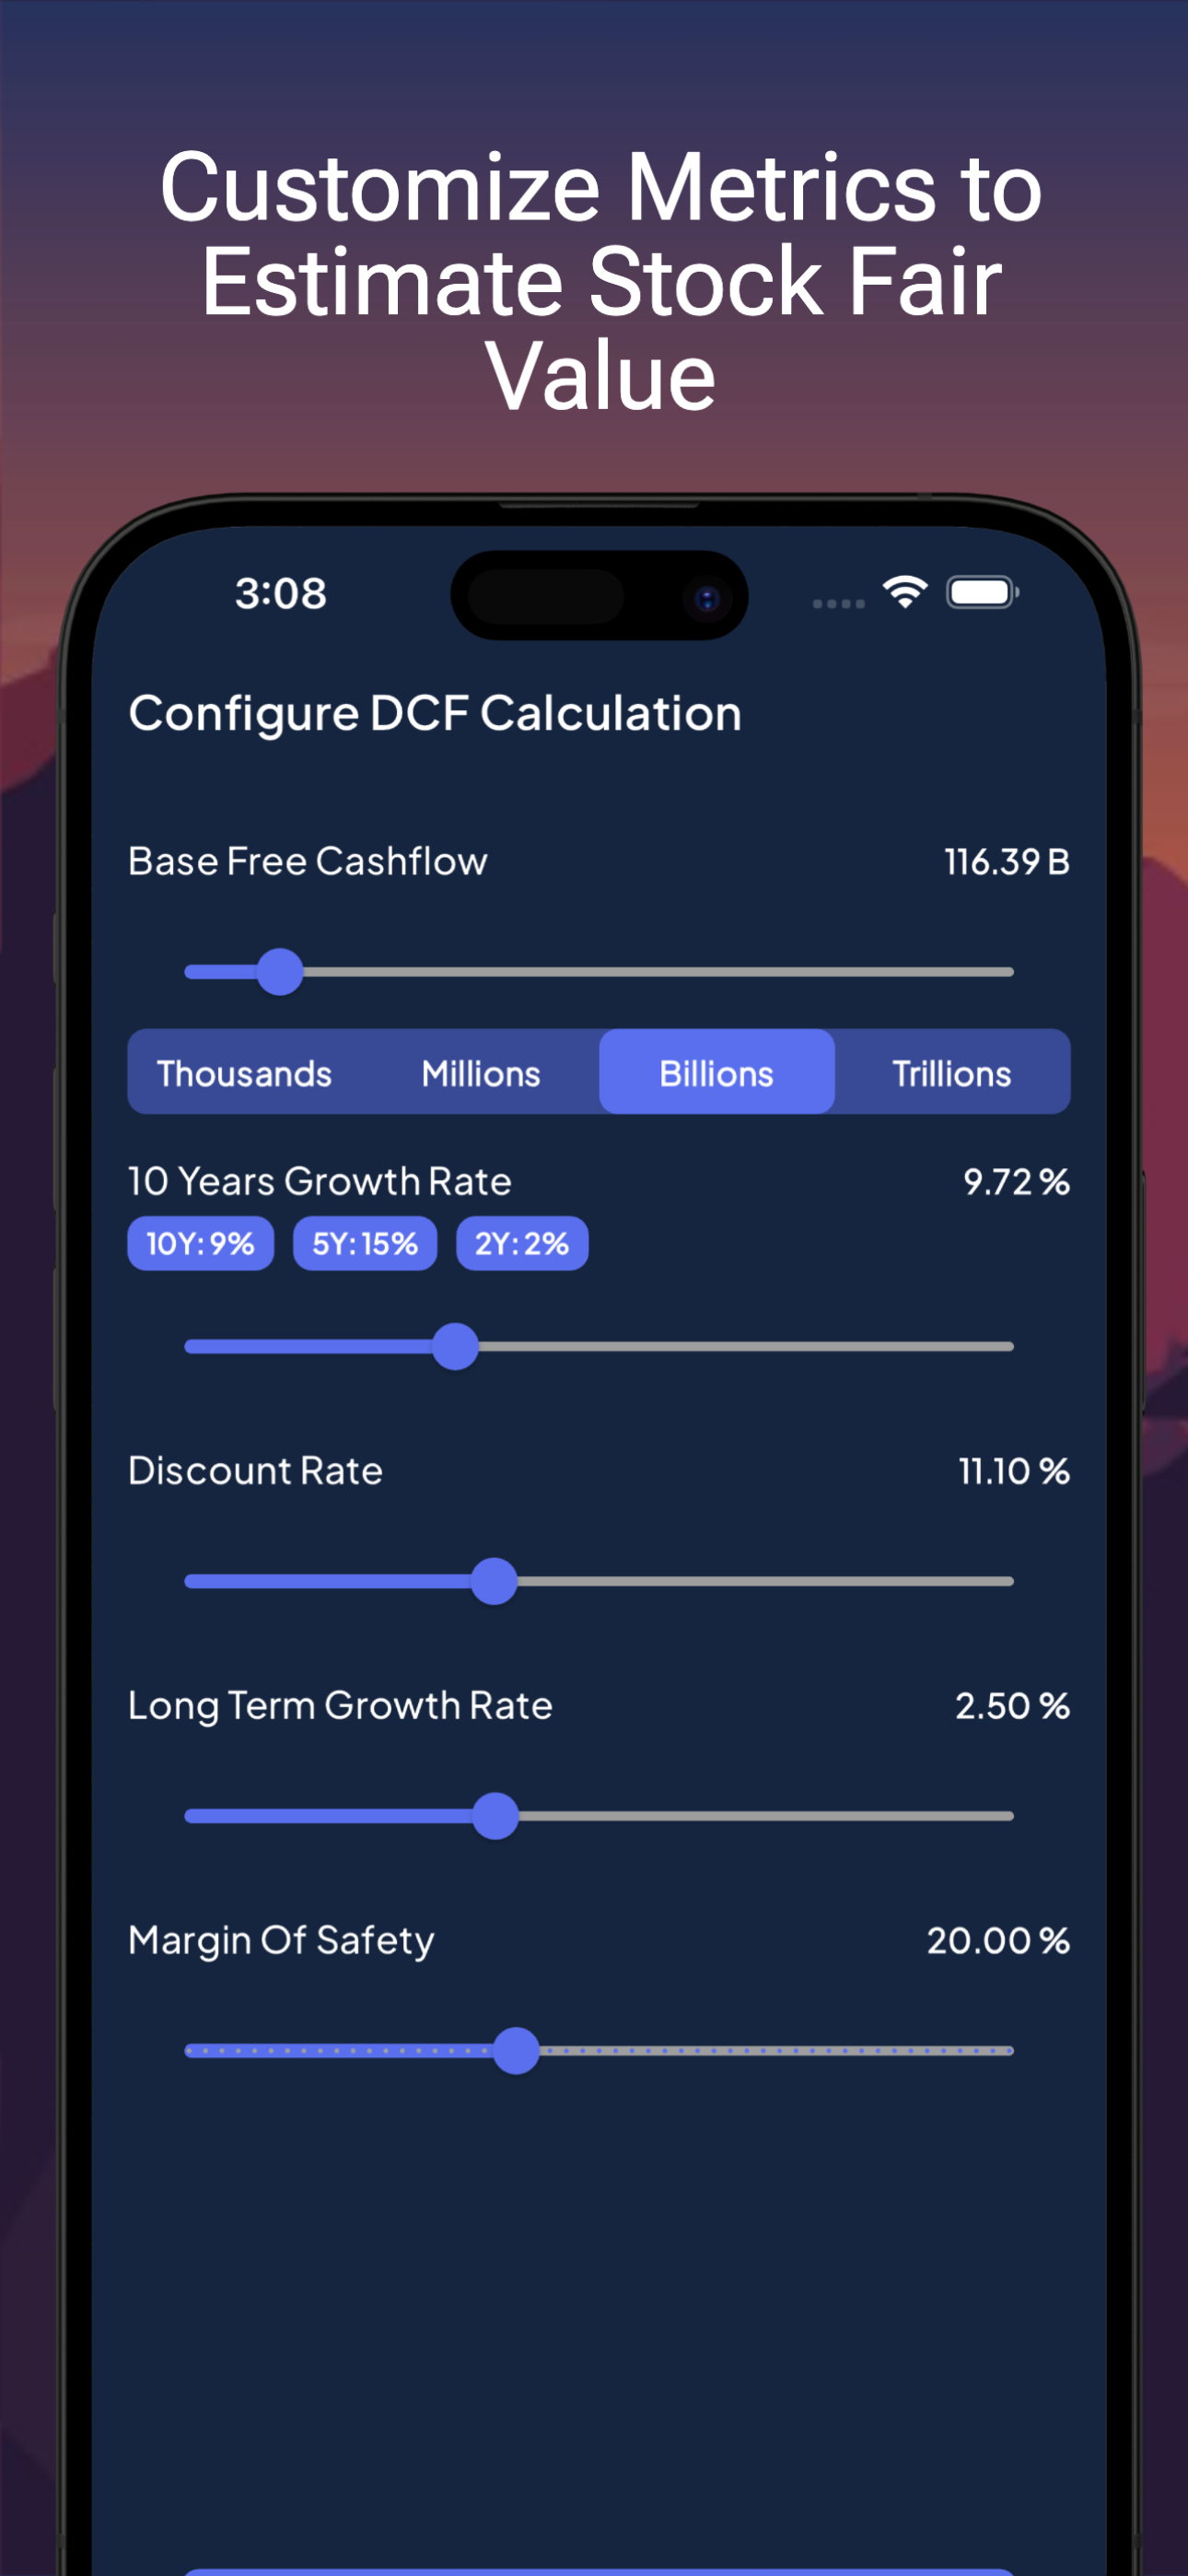 Customize Metrics to
Estimate Stock Fair
Value
3:08
Configure DCF Calculation
Base Free Cashflow 116.39 B
Thousands Millions Billions Trillions
10 Years Growth Rate 9.72 %
10Y: 9% 5Y: 15% 2Y: 2%
Discount Rate 11.10 %
Long Term Growth Rate 2.50 %
Margin Of Safety 20.00 %